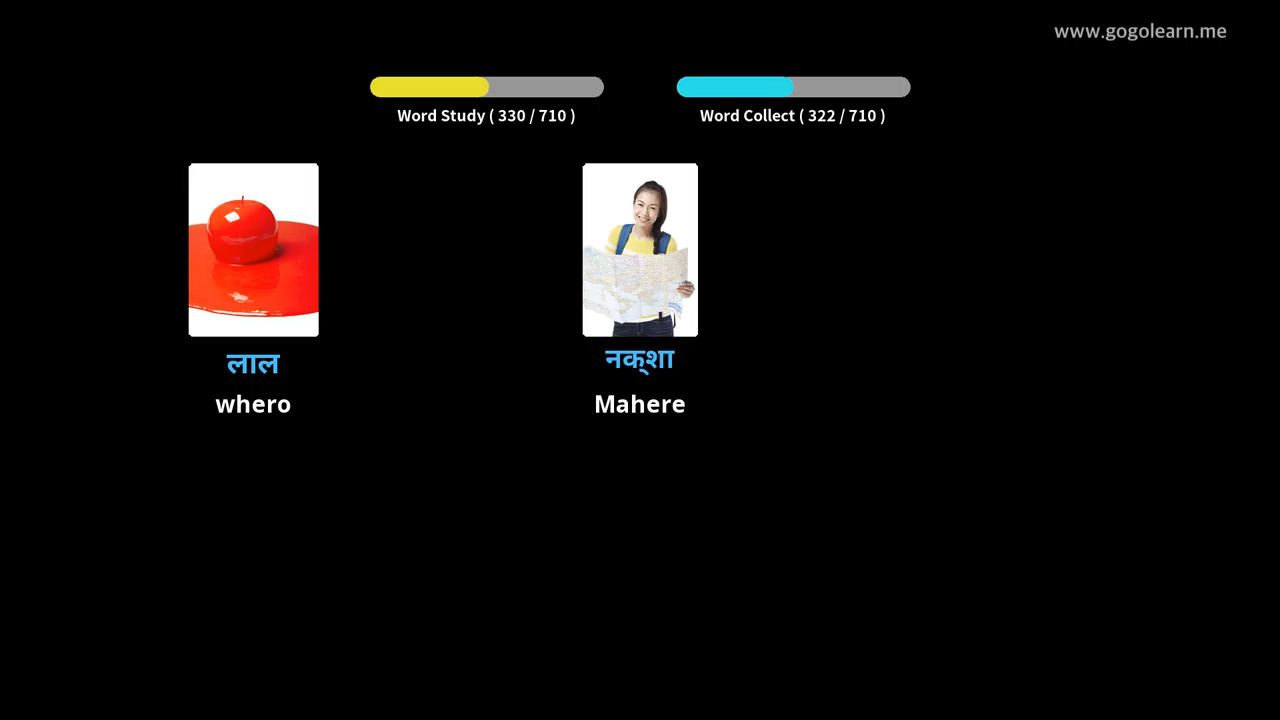 www.gogolearn.me
Word Study ( 330 / 710 )
Word Collect ( 322 / 710 )
लाल
whero
नक्शा
Mahere